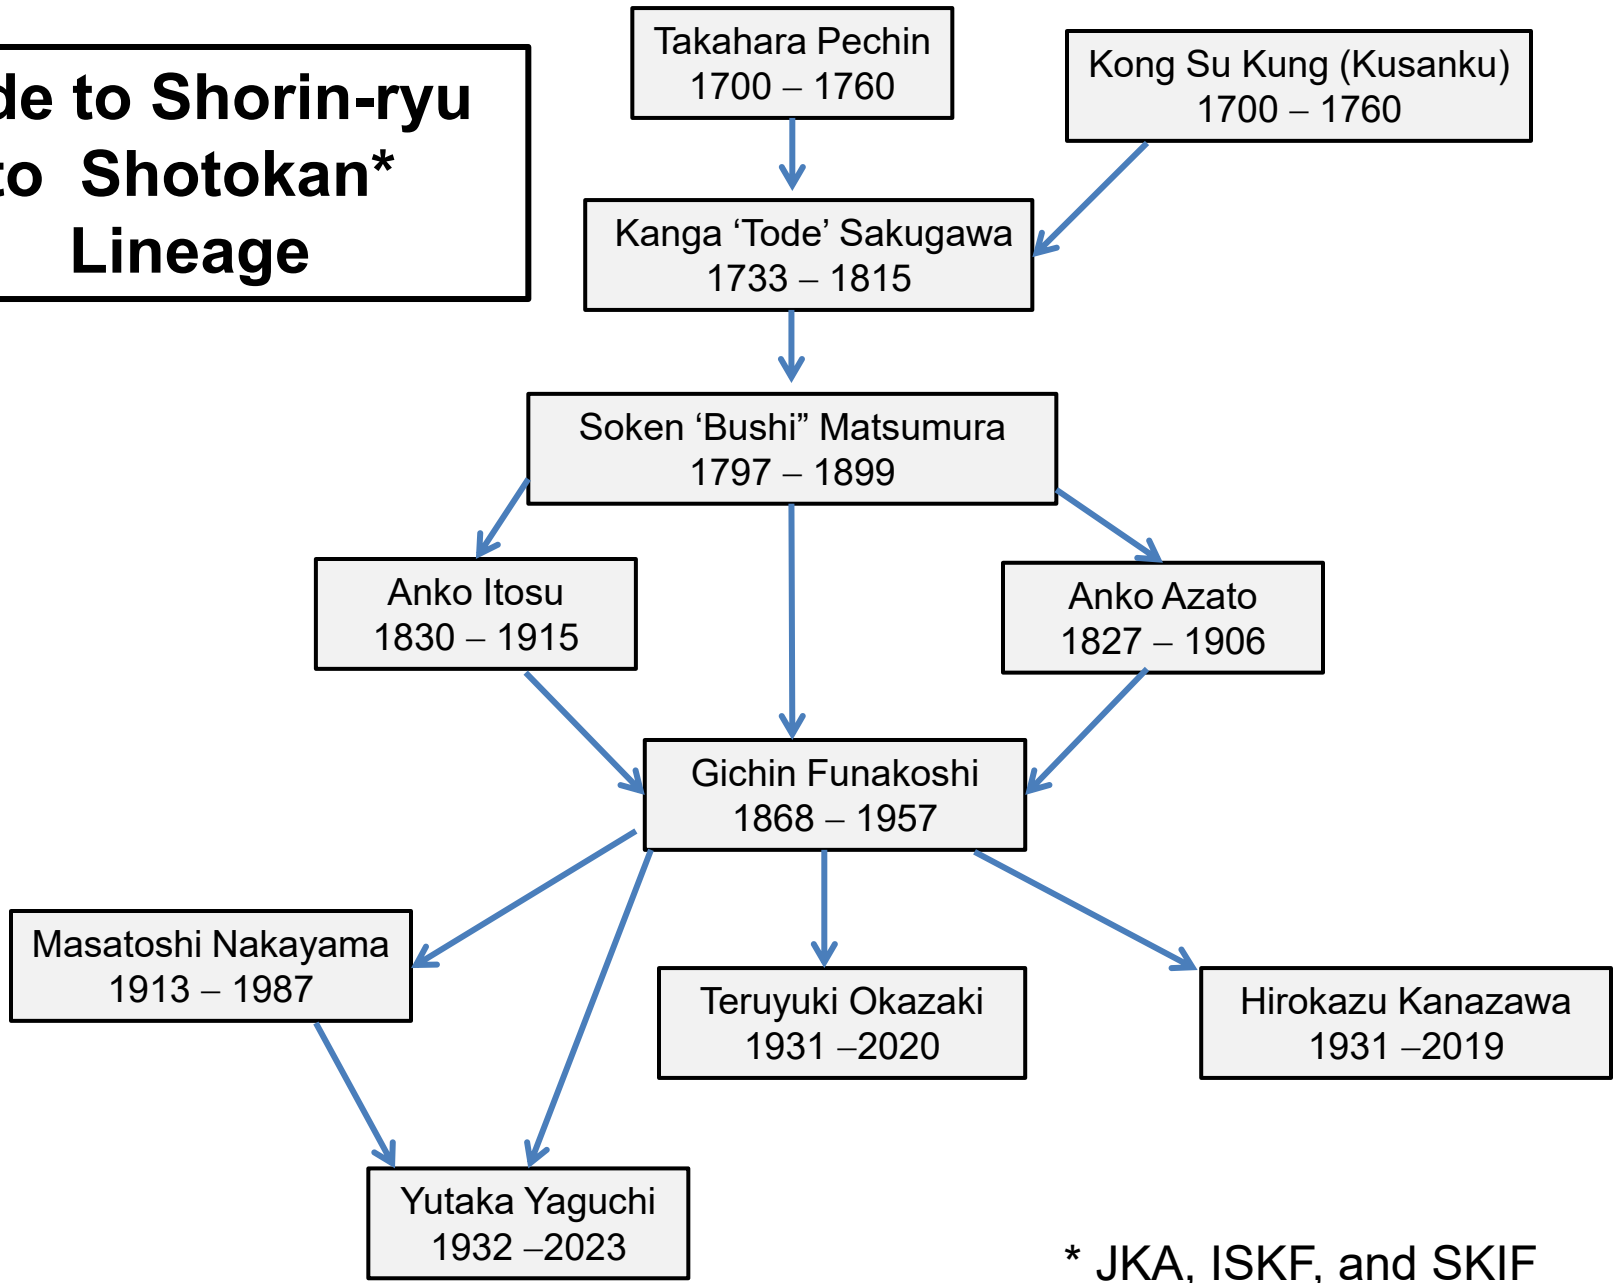 de to Shorin-ryu
to Shotokan*
Lineage
Takahara Pechin
1700 – 1760
Kong Su Kung (Kusanku)
1700 – 1760
Kanga ‘Tode’ Sakugawa
1733 – 1815
Soken ‘Bushi” Matsumura
1797 – 1899
Anko Itosu
1830 – 1915
Anko Azato
1827 – 1906
Gichin Funakoshi
1868 – 1957
Masatoshi Nakayama
1913 – 1987
Teruyuki Okazaki
1931 –2020
Hirokazu Kanazawa
1931 –2019
Yutaka Yaguchi
1932 –2023
* JKA, ISKF, and SKIF